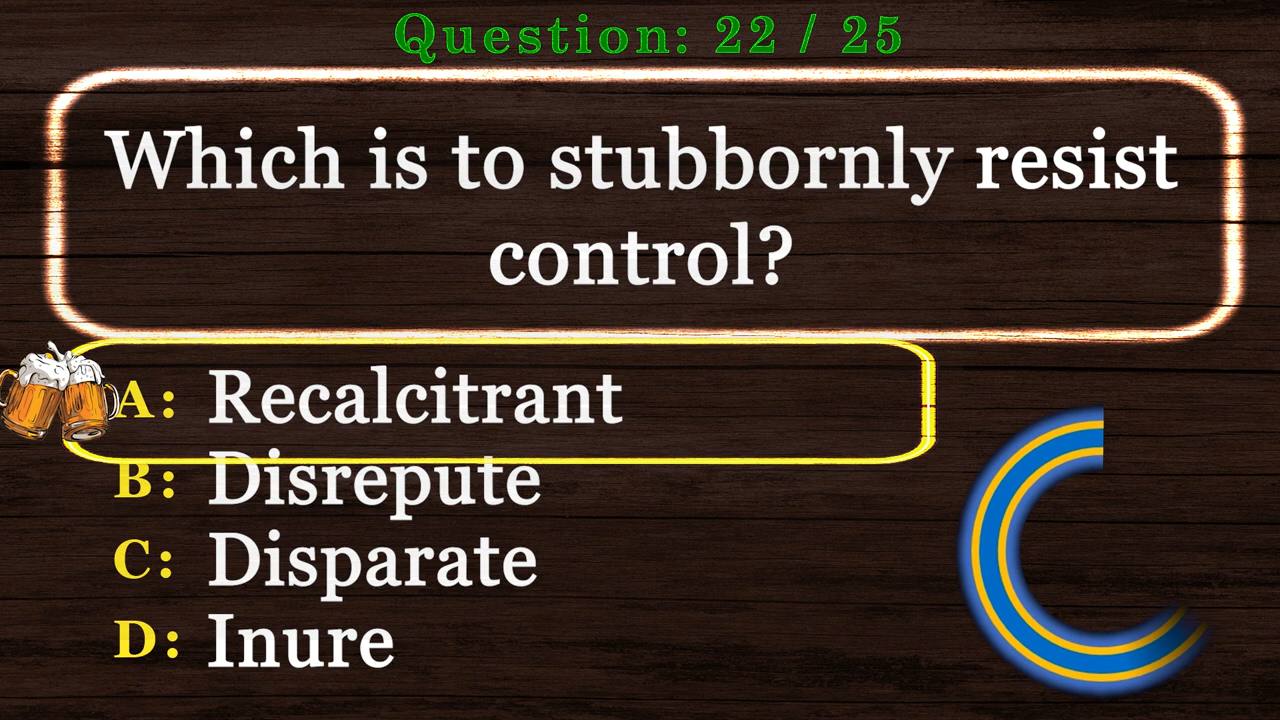 Question: 22 / 25
Which is to stubbornly resist
control?
A: Recalcitrant
B: Disrepute
C: Disparate
D: Inure